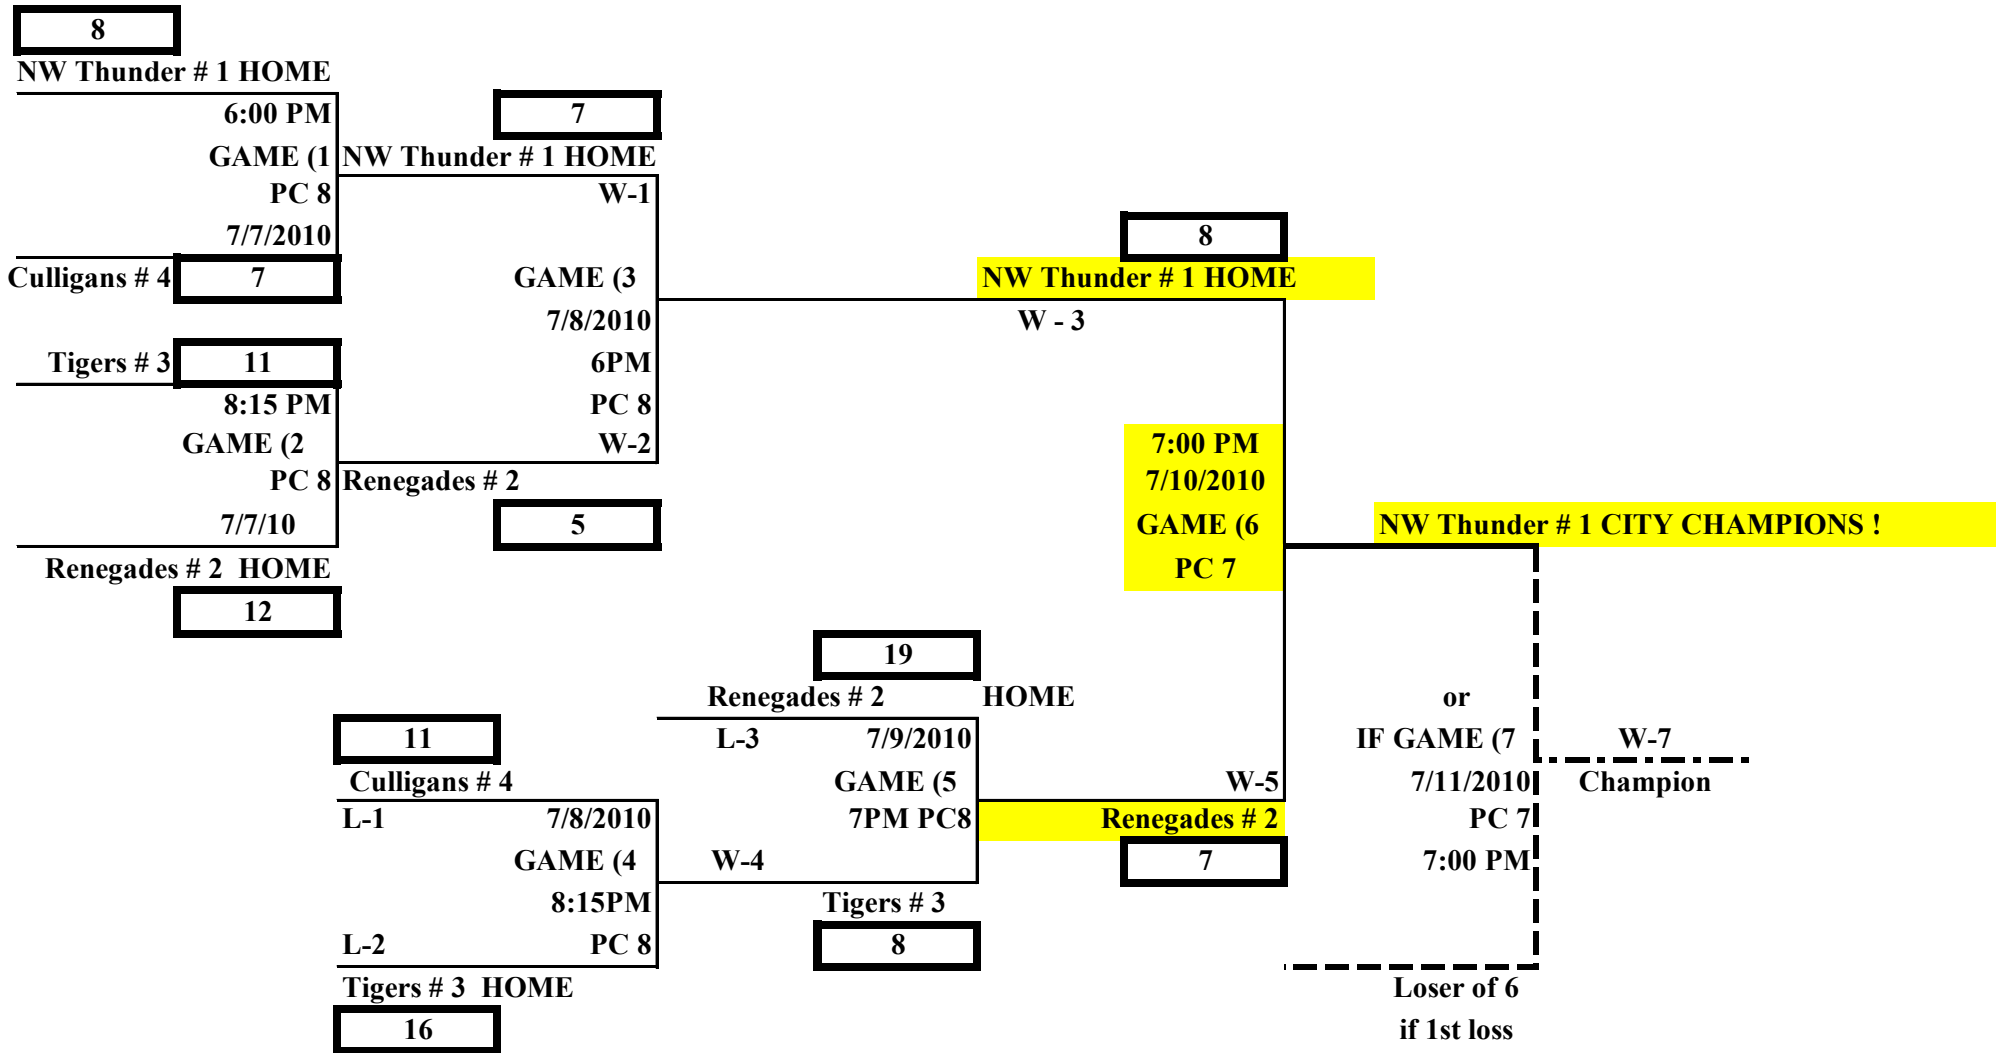 8
NW Thunder # 1 HOME
6:00 PM
GAME (1
PC 8
7/7/2010
Culligans # 4
7
Tigers # 3
11
8:15 PM
GAME (2
PC 8
7/7/10
Renegades # 2 HOME
12
7
NW Thunder # 1 HOME
W-1
GAME (3
7/8/2010
6PM
PC 8
W-2
Renegades # 2
5
11
Culligans # 4
L-1
7/8/2010
GAME (4
8:15PM
L-2
PC 8
Tigers # 3 HOME
16
19
Renegades # 2 HOME
L-3
7/9/2010
GAME (5
7PM PC8
W-4
Tigers # 3
8
8
NW Thunder # 1 HOME
W - 3
7:00 PM
7/10/2010
GAME (6
PC 7
W-5
Renegades # 2
7
NW Thunder # 1 CITY CHAMPIONS !
or
IF GAME (7
7/11/2010
PC 7
7:00 PM
W-7
Champion
Loser of 6
if 1st loss